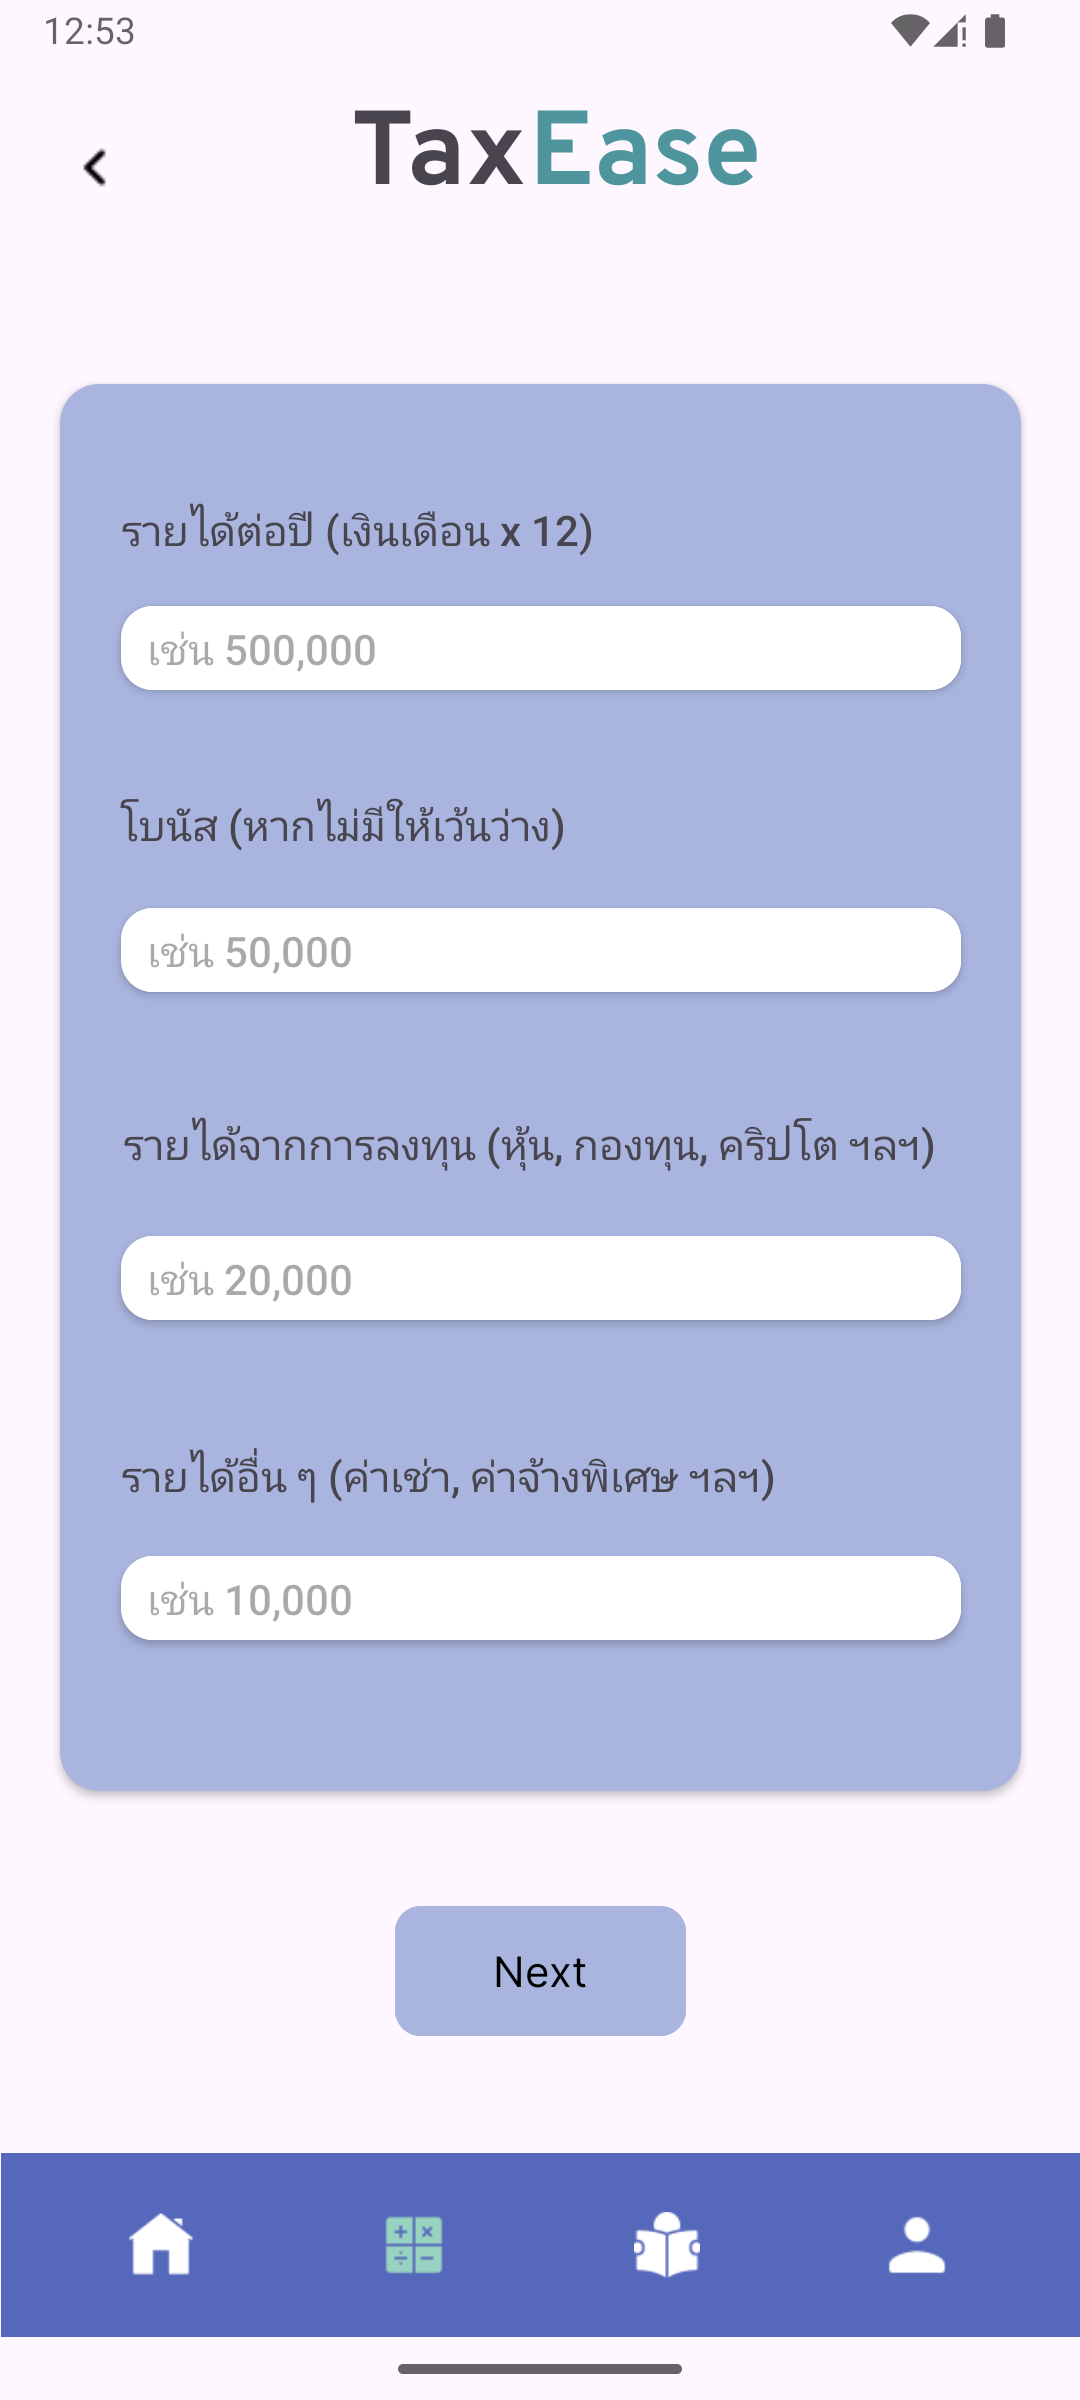 12:53
TaxEase
รายได้ต่อปี (เงินเดือน x 12)
เช่น 500,000
โบนัส (หากไม่มีให้เว้นว่าง)
เช่น 50,000
รายได้จากการลงทุน (หุ้น, กองทุน, คริปโต ฯลฯ)
เช่น 20,000
รายได้อื่น ๆ (ค่าเช่า, ค่าจ้างพิเศษ ฯลฯ)
เช่น 10,000
Next